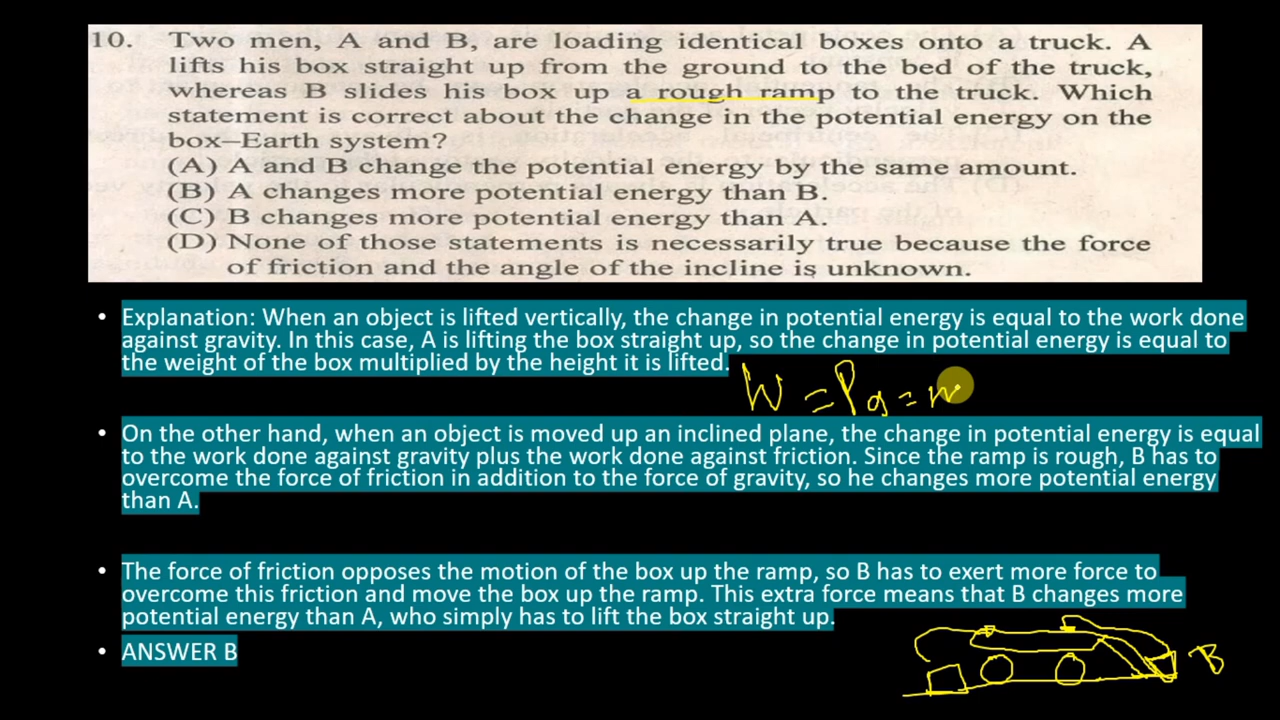 10. Two men, A and B, are loading identical boxes onto a truck. A
lifts his box straight up from the ground to the bed of the truck,
whereas B slides his box up a rough ramp to the truck. Which
statement is correct about the change in the potential energy on the
box–Earth system?
(A) A and B change the potential energy by the same amount.
(B) A changes more potential energy than B.
(C) B changes more potential energy than A.
(D) None of those statements is necessarily true because the force
of friction and the angle of the incline is unknown.
• Explanation: When an object is lifted vertically, the change in potential energy is equal to the work done
against gravity. In this case, A is lifting the box straight up, so the change in potential energy is equal to
the weight of the box multiplied by the height it is lifted.
W = Pg =
• On the other hand, when an object is moved up an inclined plane, the change in potential energy is equal
to the work done against gravity plus the work done against friction. Since the ramp is rough, B has to
overcome the force of friction in addition to the force of gravity, so he changes more potential energy
than A.
• The force of friction opposes the motion of the box up the ramp, so B has to exert more force to
overcome this friction and move the box up the ramp. This extra force means that B changes more
potential energy than A, who simply has to lift the box straight up.
• ANSWER B
B